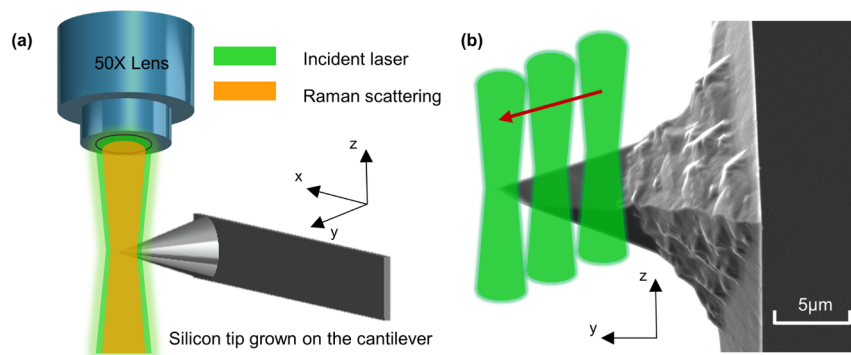 (a)
50X Lens
Incident laser
Raman scattering
z
x
y
Silicon tip grown on the cantilever
(b)
z
y
5μm